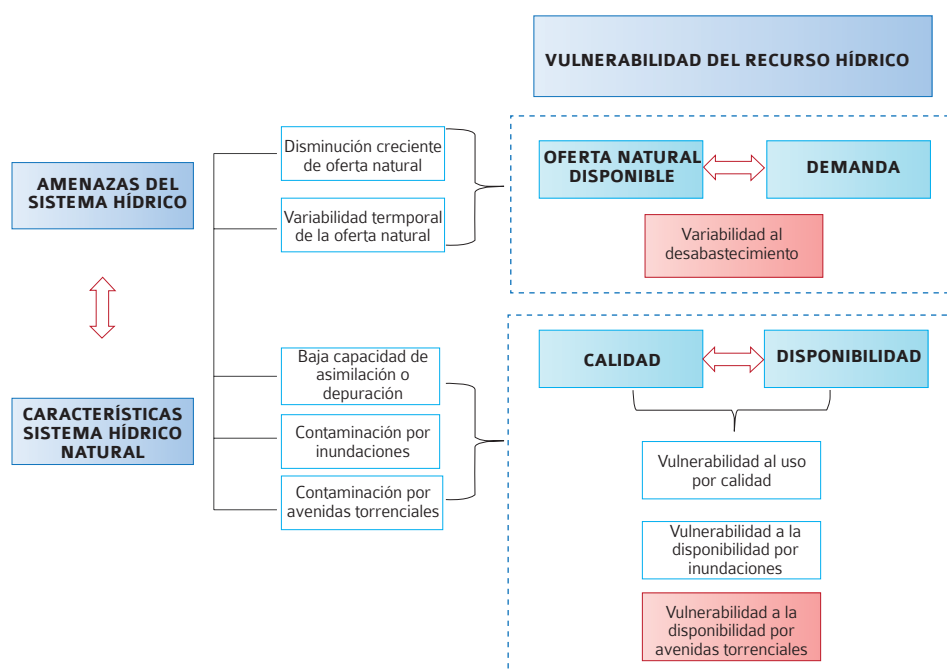 VULNERABILIDAD DEL RECURSO HÍDRICO
AMENAZAS DEL
SISTEMA HÍDRICO
CARACTERÍSTICAS
SISTEMA HÍDRICO
NATURAL
Disminución creciente
de oferta natural
Variabilidad termporal
de la oferta natural
Baja capacidad de
asimilación o
depuración
Contaminación por
inundaciones
Contaminación por
avenidas torrenciales
OFERTA NATURAL
DISPONIBLE
DEMANDA
Variabilidad al
desabastecimiento
CALIDAD
DISPONIBILIDAD
Vulnerabilidad al uso
por calidad
Vulnerabilidad a la
disponibilidad por
inundaciones
Vulnerabilidad a la
disponibilidad por
avenidas torrenciales